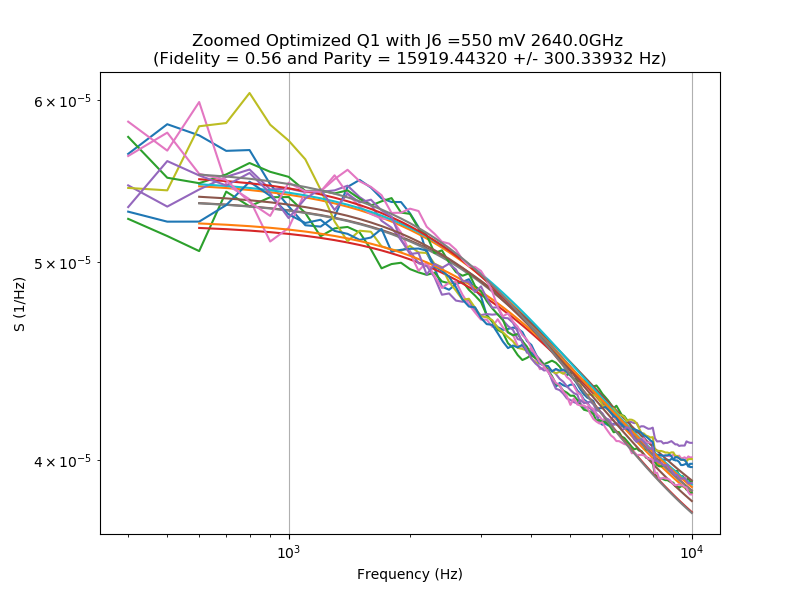 Zoomed Optimized Q1 with J6 =550 mV 2640.0GHz
(Fidelity = 0.56 and Parity = 15919.44320 +/- 300.33932 Hz)
S (1/Hz)
6 × 10⁻⁵
5 × 10⁻⁵
4 × 10⁻⁵
10³ 10⁴
Frequency (Hz)